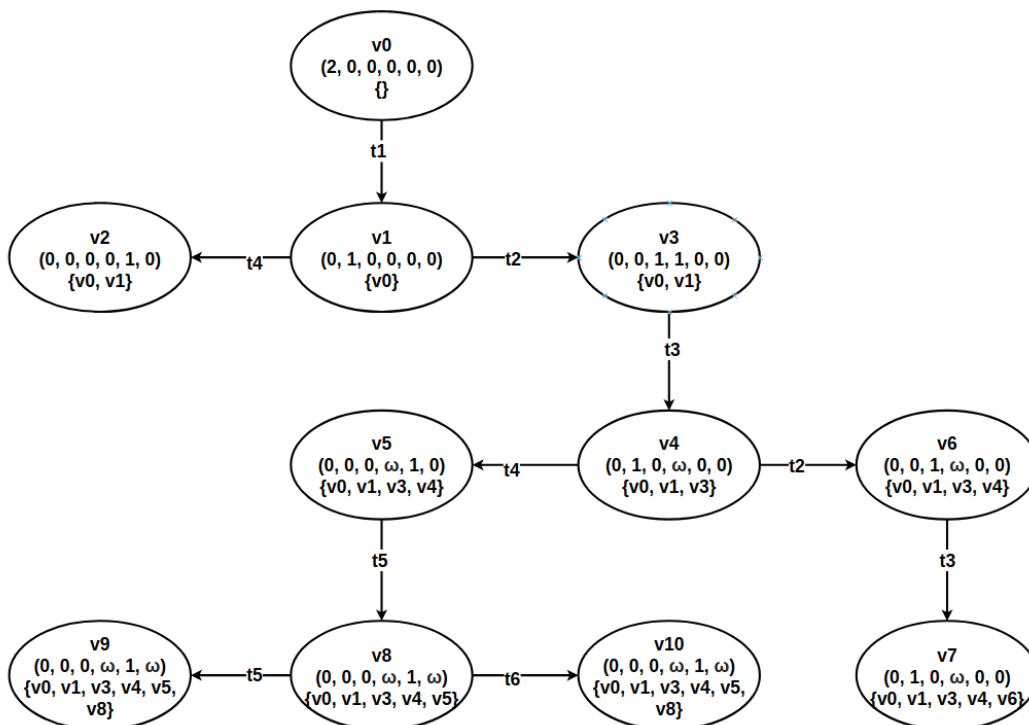 v0
(2, 0, 0, 0, 0, 0)
{}
t1
v2
(0, 0, 0, 0, 1, 0)
{v0, v1}
t4
v1
(0, 1, 0, 0, 0, 0)
{v0}
t2
v3
(0, 0, 1, 1, 0, 0)
{v0, v1}
t3
v5
(0, 0, 0, ω, 1, 0)
{v0, v1, v3, v4}
t4
v4
(0, 1, 0, ω, 0, 0)
{v0, v1, v3}
t2
v6
(0, 0, 1, ω, 0, 0)
{v0, v1, v3, v4}
t5
t3
v9
(0, 0, 0, ω, 1, ω)
{v0, v1, v3, v4, v5,
v8}
t5
v8
(0, 0, 0, ω, 1, ω)
{v0, v1, v3, v4, v5}
t6
v10
(0, 0, 0, ω, 1, ω)
{v0, v1, v3, v4, v5,
v8}
v7
(0, 1, 0, ω, 0, 0)
{v0, v1, v3, v4, v6}